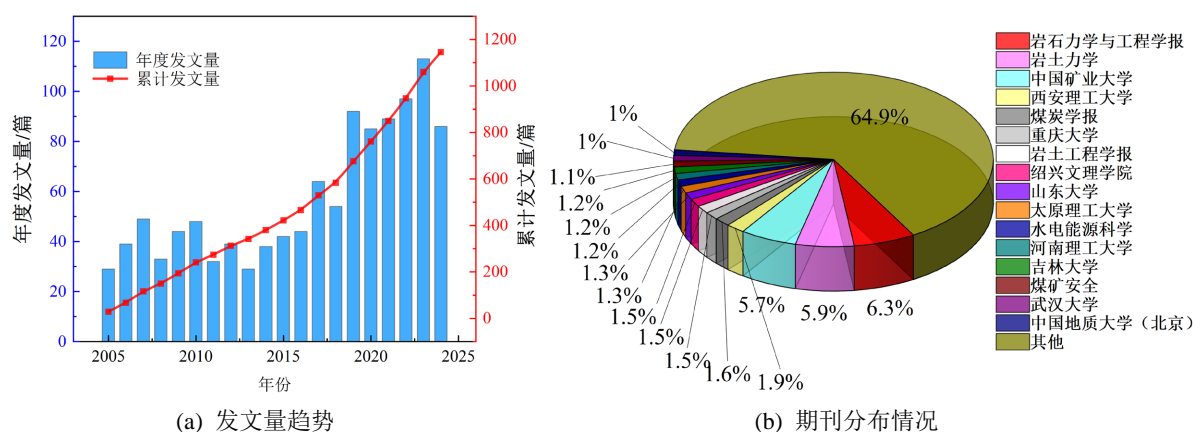 120
100
80
60
40
20
0
年度发文量/篇
年度发文量
累计发文量
1200
1000
800
600
400
200
0
累计发文量/篇
2005 2010 2015 2020 2025
年份
(a) 发文量趋势
64.9%
6.3%
5.9%
5.7%
1.9%
1.6%
1.5%
1.5%
1.5%
1.3%
1.3%
1.2%
1.2%
1.2%
1.1%
1%
1%
岩石力学与工程学报
岩土力学
中国矿业大学
西安理工大学
煤炭学报
重庆大学
岩土工程学报
绍兴文理学院
山东大学
太原理工大学
水电能源科学
河南理工大学
吉林大学
煤矿安全
武汉大学
中国地质大学（北京）
其他
(b) 期刊分布情况